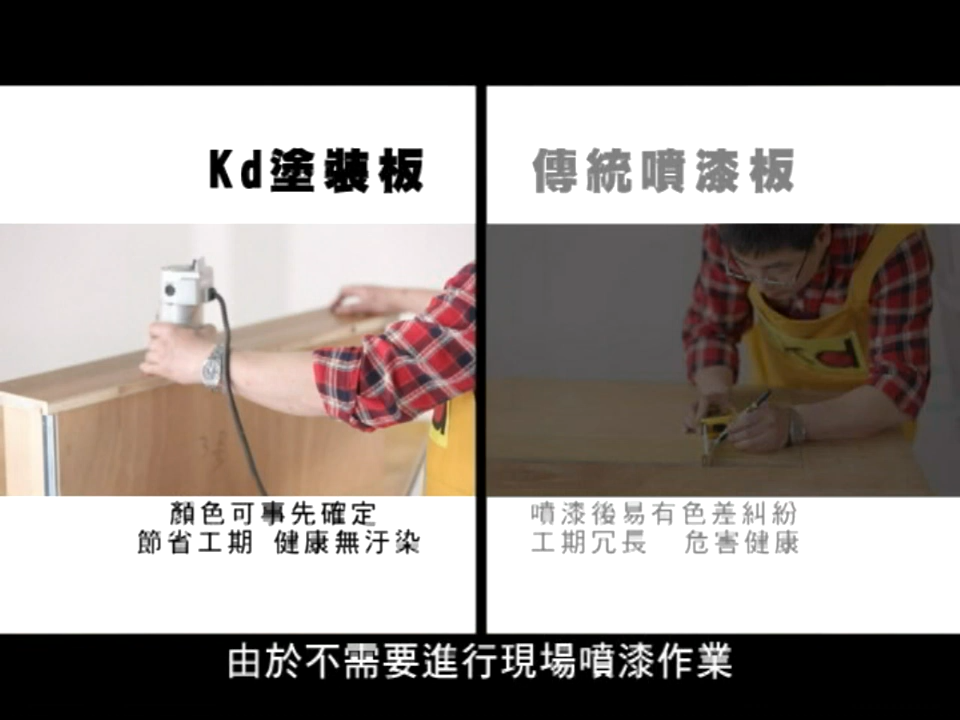 Kd塗裝板
顏色可事先確定
節省工期 健康無汙染
傳統噴漆板
噴漆後易有色差糾紛
工期冗長 危害健康
由於不需要進行現場噴漆作業